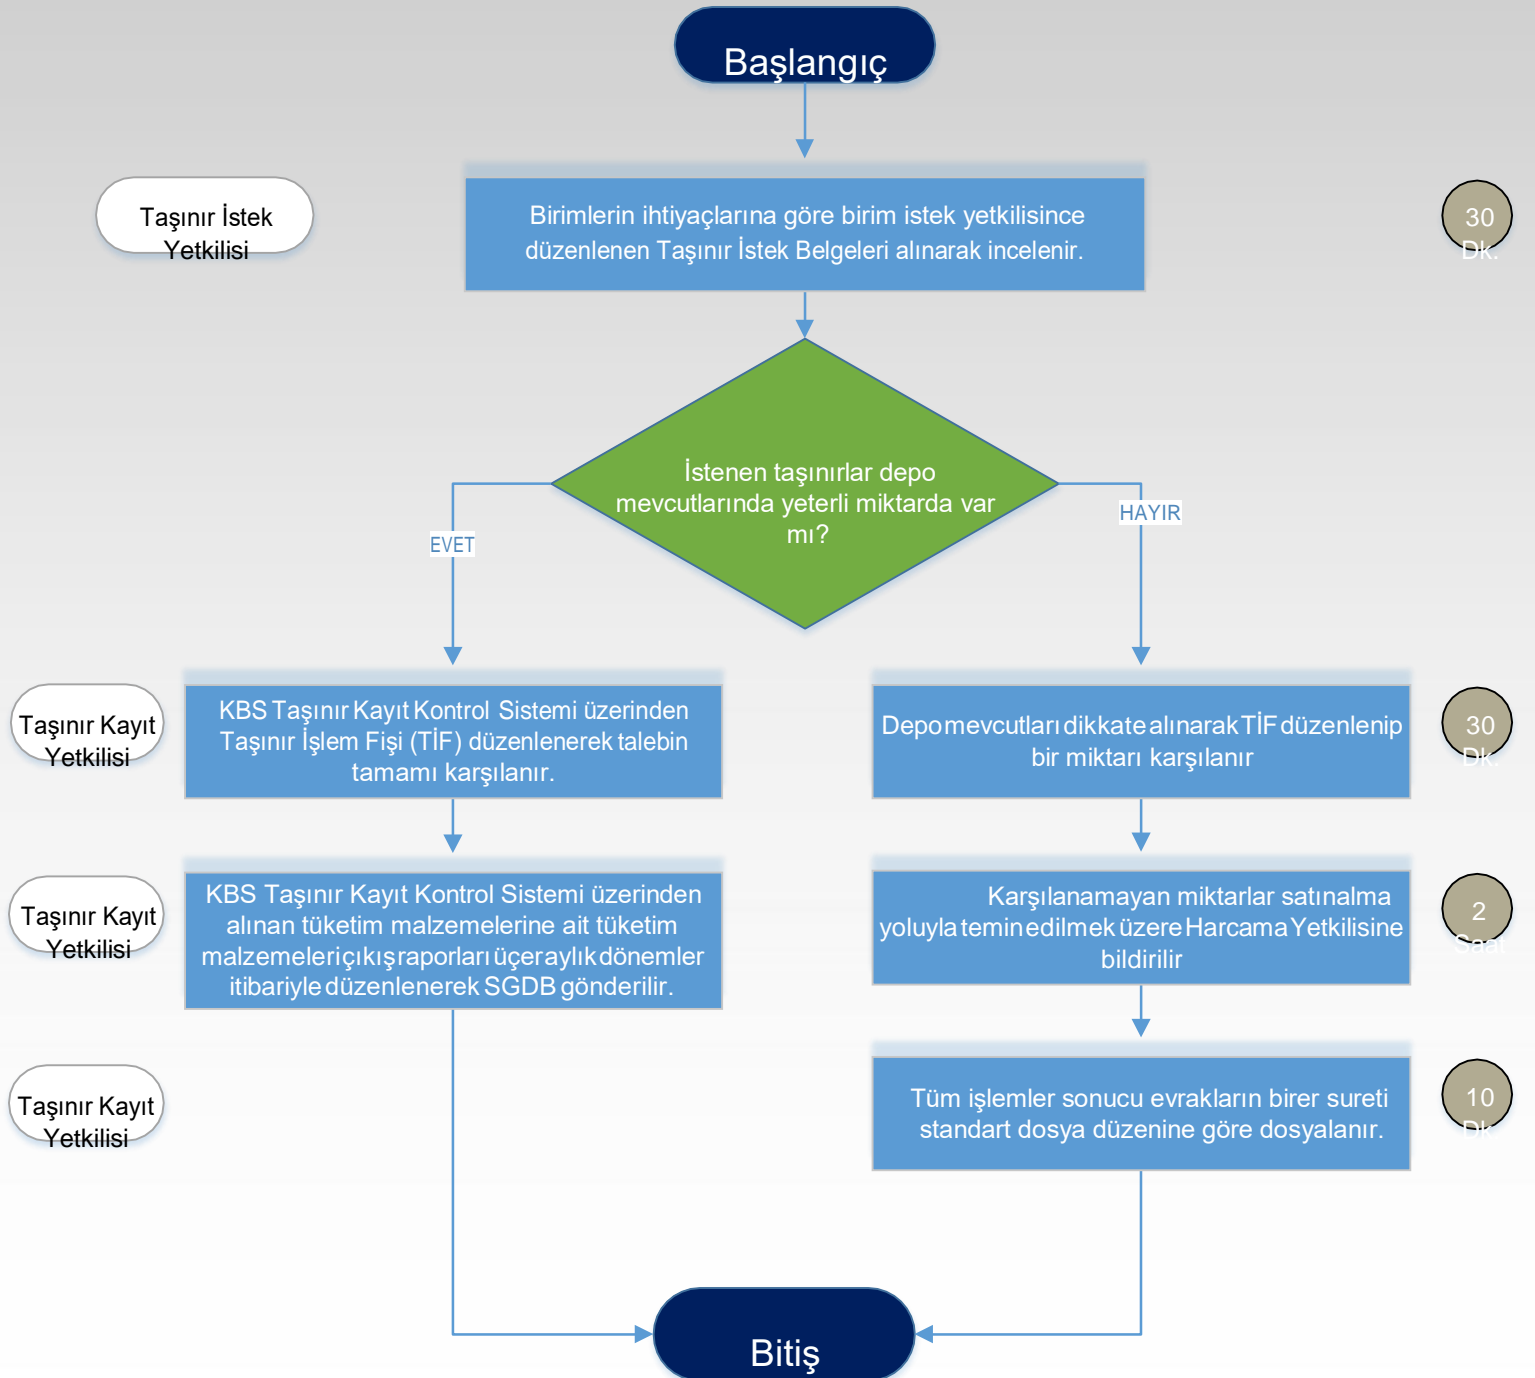 Başlangıç
Taşınır İstek
Yetkilisi
Birimlerin ihtiyaçlarına göre birim istek yetkilisince
düzenlenen Taşınır İstek Belgeleri alınarak incelenir.
30
Dk.
İstenen taşınırlar depo
mevcutlarında yeterli miktarda var
mı?
EVET
HAYIR
Taşınır Kayıt
Yetkilisi
KBS Taşınır Kayıt Kontrol Sistemi üzerinden
Taşınır İşlem Fişi (TİF) düzenlenerek talebin
tamamı karşılanır.
Depo mevcutları dikkate alınarak TİF düzenlenip
bir miktarı karşılanır
30
Dk.
Taşınır Kayıt
Yetkilisi
KBS Taşınır Kayıt Kontrol Sistemi üzerinden
alınan tüketim malzemelerine ait tüketim
malzemeleri çıkış raporları üçer aylık dönemler
itibariyle düzenlenerek SGDB gönderilir.
Karşılanamayan miktarlar satınalma
yoluyla temin edilmek üzere Harcama Yetkilisine
bildirilir
2
Saat
Taşınır Kayıt
Yetkilisi
Tüm işlemler sonucu evrakların birer sureti
standart dosya düzenine göre dosyalanır.
10
Dk
Bitiş